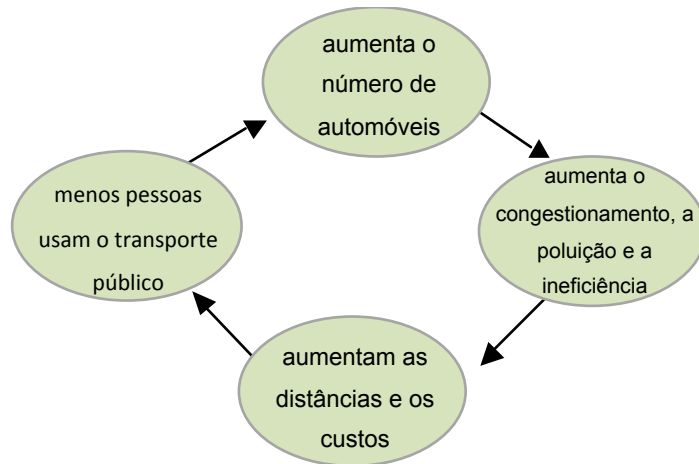 aumenta o
número de
automóveis
aumenta o
congestionamento, a
poluição e a
ineficiência
aumentam as
distâncias e os
custos
menos pessoas
usam o transporte
público